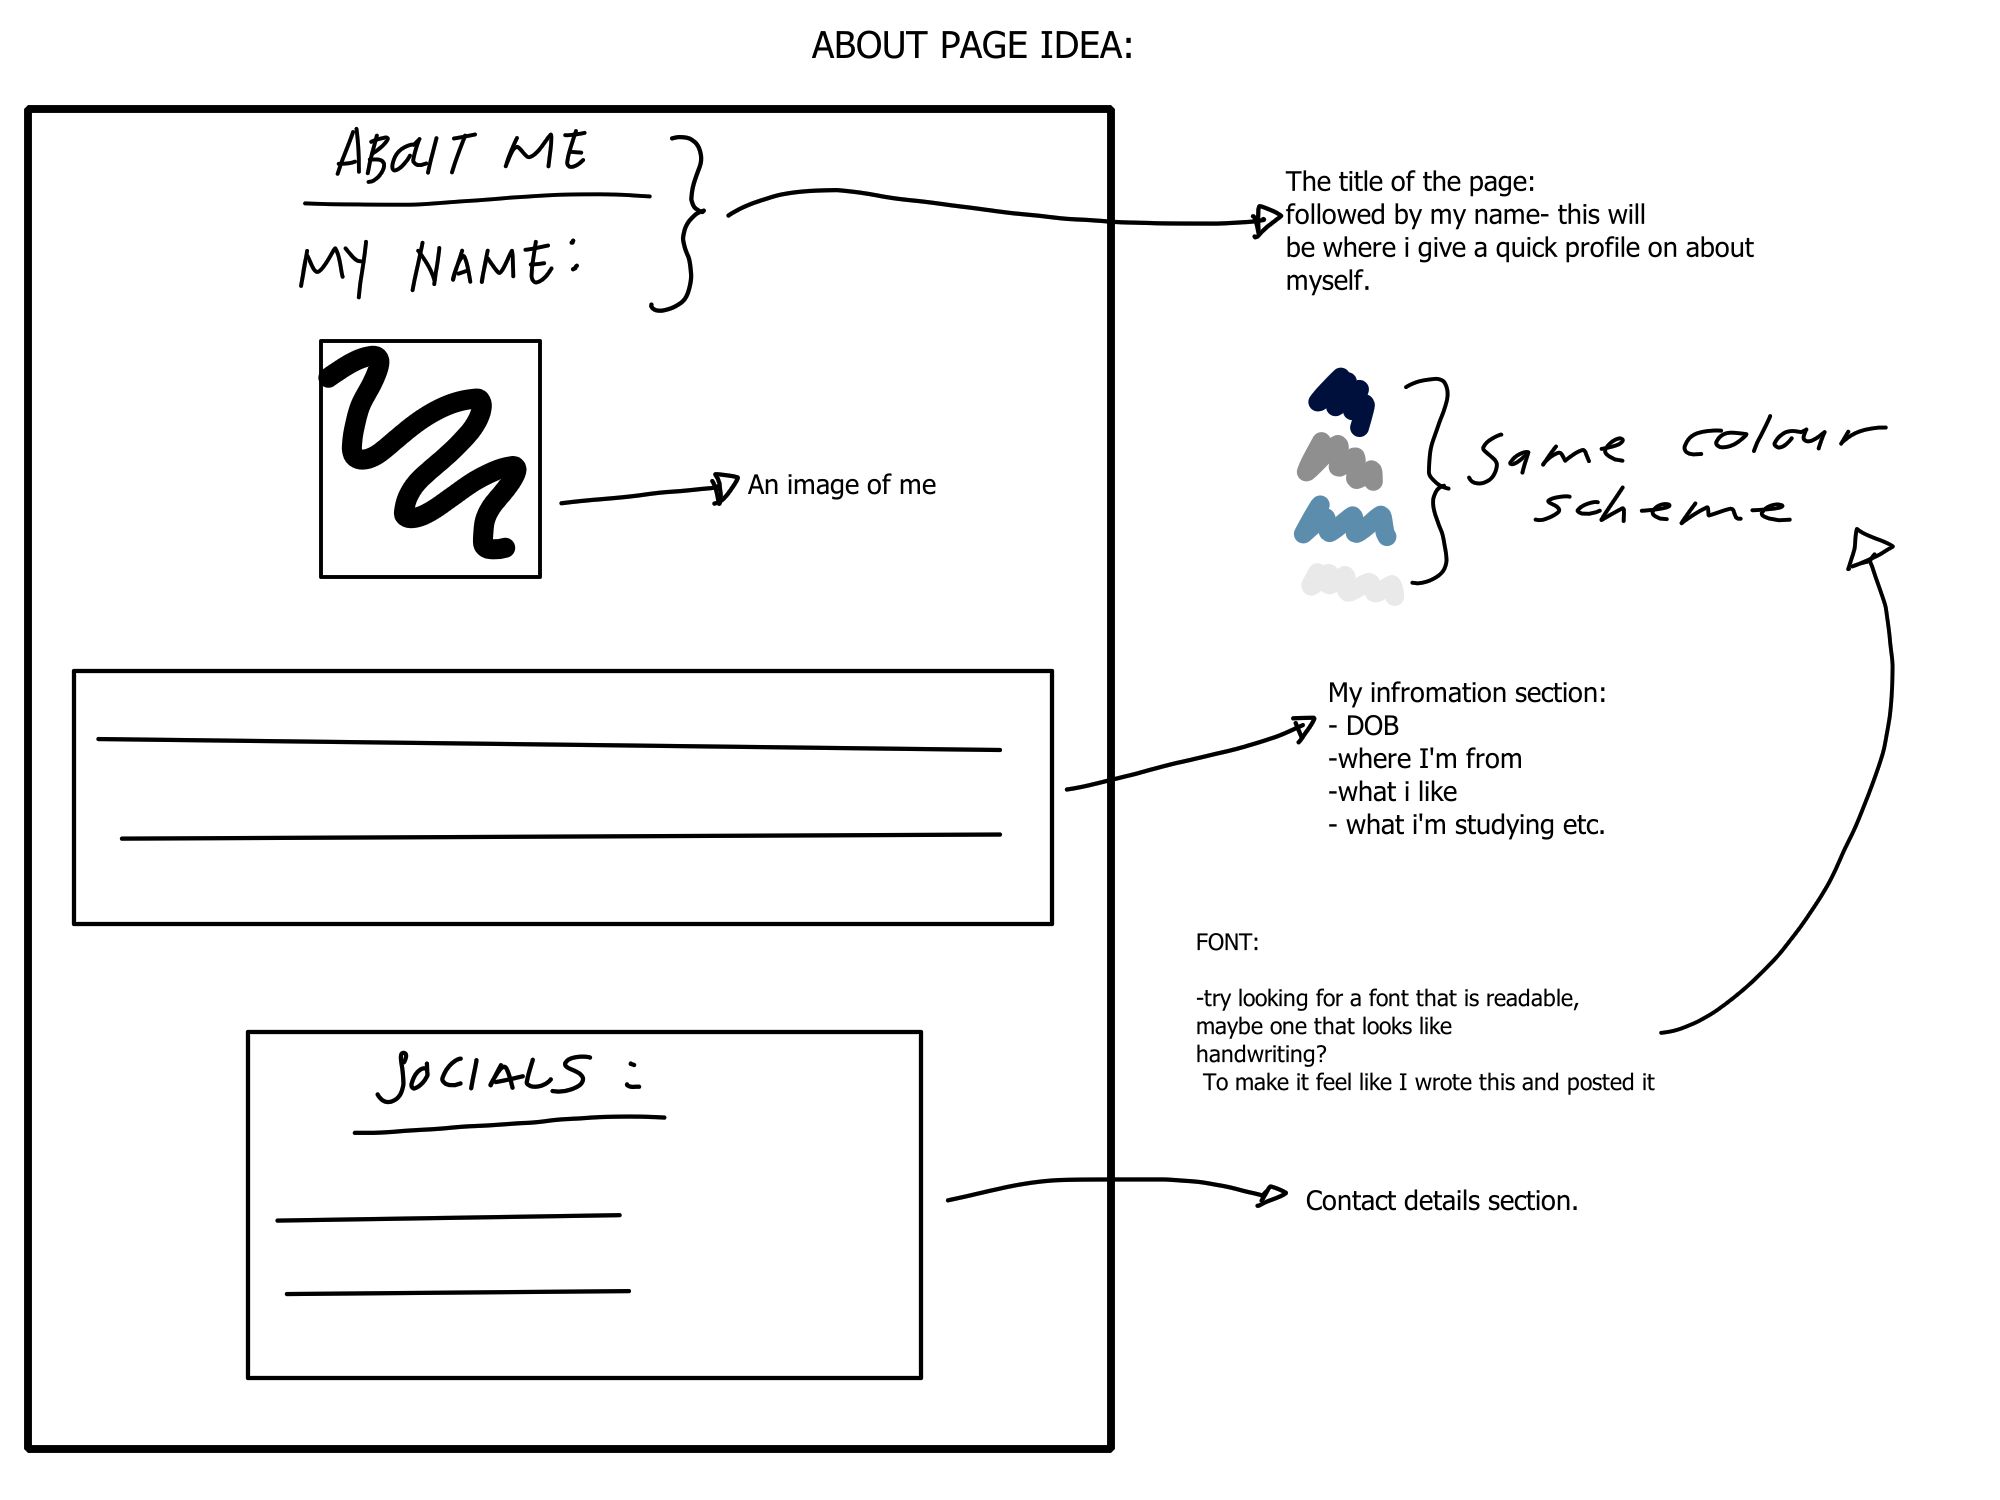 ABOUT PAGE IDEA:
ABOUT ME
MY NAME:
The title of the page:
followed by my name- this will
be where i give a quick profile on about
myself.
An image of me
Same colour
scheme
My infromation section:
- DOB
-where I'm from
-what i like
- what i'm studying etc.
FONT:
-try looking for a font that is readable,
maybe one that looks like
handwriting?
To make it feel like I wrote this and posted it
SOCIALS :
Contact details section.